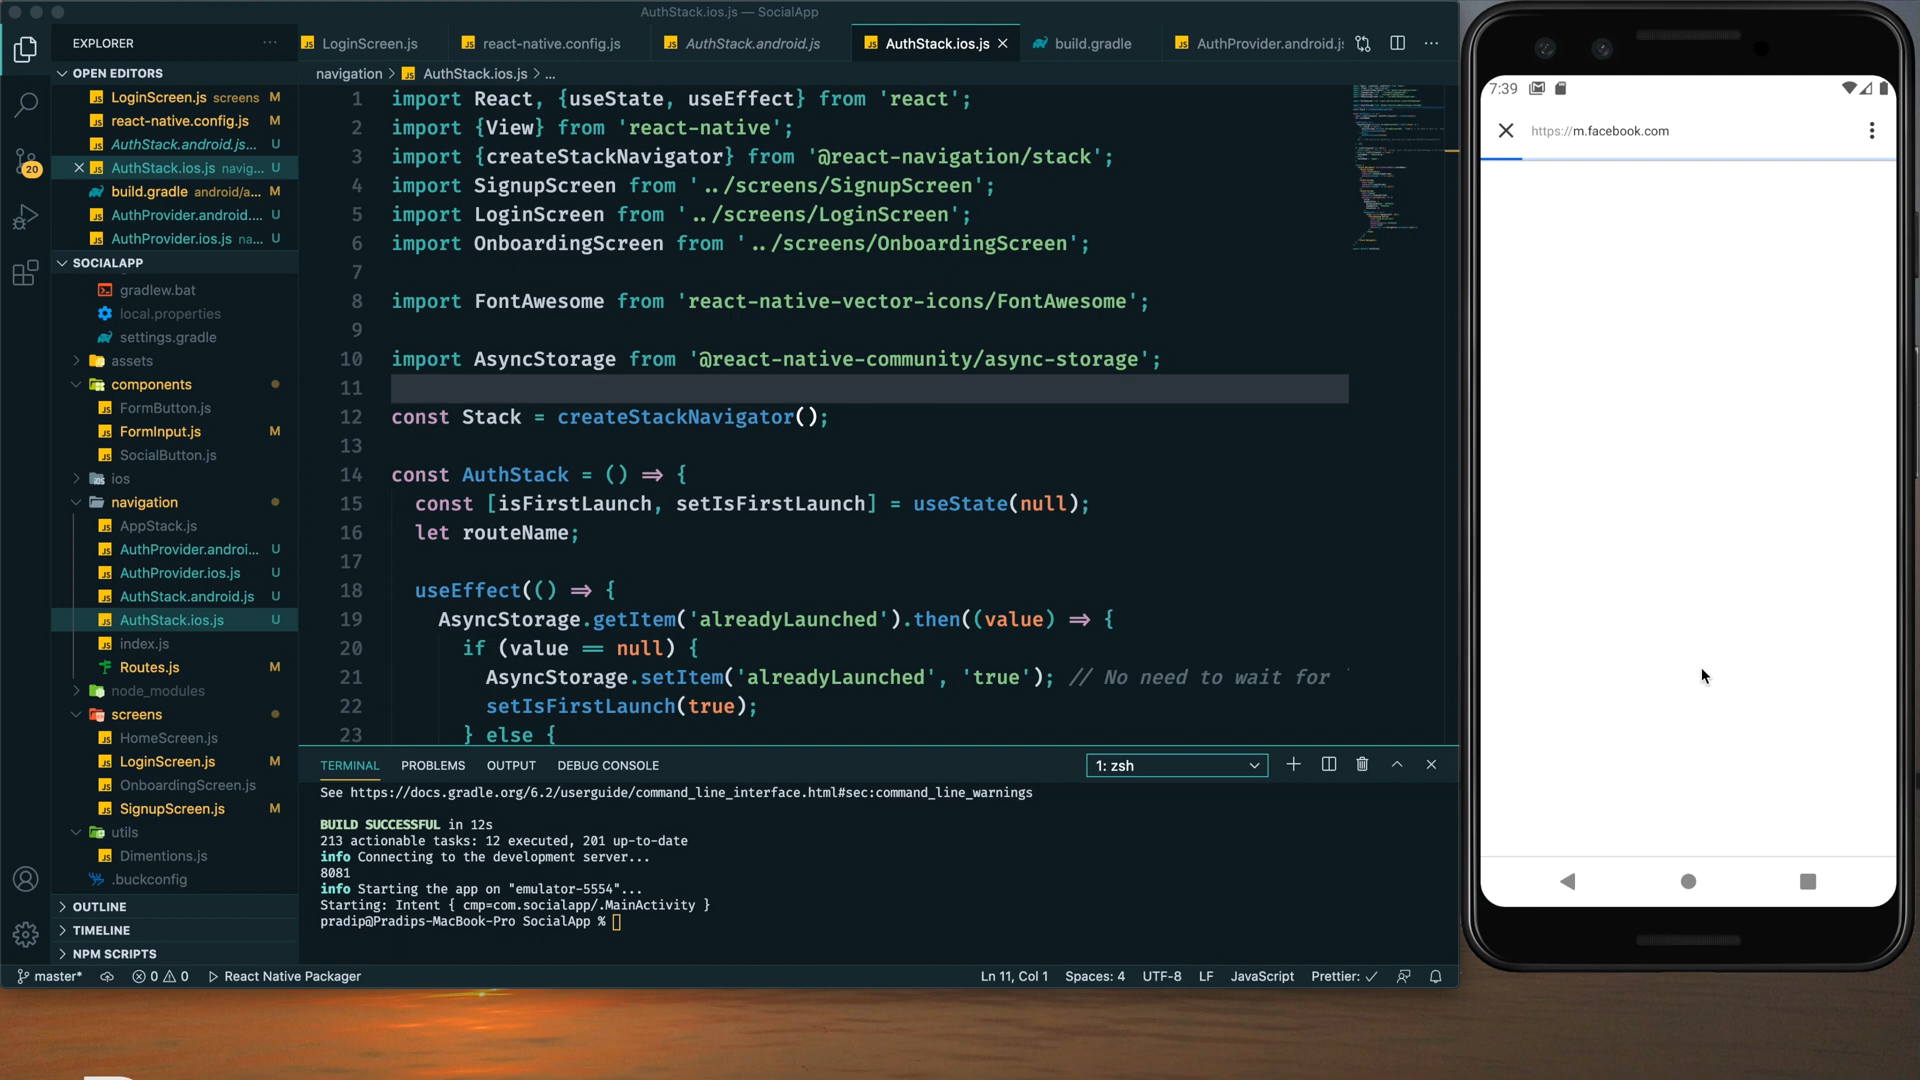 AuthStack.ios.js — SocialApp
EXPLORER
LoginScreen.js
react-native.config.js
AuthStack.android.js
AuthStack.ios.js
build.gradle
AuthProvider.android.js
OPEN EDITORS
LoginScreen.js screens M
react-native.config.js M
AuthStack.android.js... U
AuthStack.ios.js navig... U
build.gradle android/a... M
AuthProvider.android.... U
AuthProvider.ios.js na... U
20
SOCIALAPP
gradlew.bat
local.properties
settings.gradle
assets
components
FormButton.js
FormInput.js M
SocialButton.js
ios
navigation
AppStack.js
AuthProvider.androi... U
AuthProvider.ios.js U
AuthStack.android.js U
AuthStack.ios.js U
index.js
Routes.js M
node_modules
screens
HomeScreen.js
LoginScreen.js M
OnboardingScreen.js
SignupScreen.js M
utils
Dimentions.js
.buckconfig
OUTLINE
TIMELINE
NPM SCRIPTS
navigation > AuthStack.ios.js > ...
1 import React, {useState, useEffect} from 'react';
2 import {View} from 'react-native';
3 import {createStackNavigator} from '@react-navigation/stack';
4 import SignupScreen from '../screens/SignupScreen';
5 import LoginScreen from '../screens/LoginScreen';
6 import OnboardingScreen from '../screens/OnboardingScreen';
7
8 import FontAwesome from 'react-native-vector-icons/FontAwesome';
9
10 import AsyncStorage from '@react-native-community/async-storage';
11
12 const Stack = createStackNavigator();
13
14 const AuthStack = () => {
15 const [isFirstLaunch, setIsFirstLaunch] = useState(null);
16 let routeName;
17
18 useEffect(() => {
19 AsyncStorage.getItem('alreadyLaunched').then((value) => {
20 if (value == null) {
21 AsyncStorage.setItem('alreadyLaunched', 'true'); // No need to wait for
22 setIsFirstLaunch(true);
23 } else {
TERMINAL PROBLEMS OUTPUT DEBUG CONSOLE 1: zsh
See https://docs.gradle.org/6.2/userguide/command_line_interface.html#sec:command_line_warnings
BUILD SUCCESSFUL in 12s
213 actionable tasks: 12 executed, 201 up-to-date
info Connecting to the development server...
8081
info Starting the app on "emulator-5554"...
Starting: Intent { cmp=com.socialapp/.MainActivity }
pradip@Pradips-MacBook-Pro SocialApp %
master* 0 0 React Native Packager Ln 11, Col 1 Spaces: 4 UTF-8 LF JavaScript Prettier: ✓
7:39
https://m.facebook.com